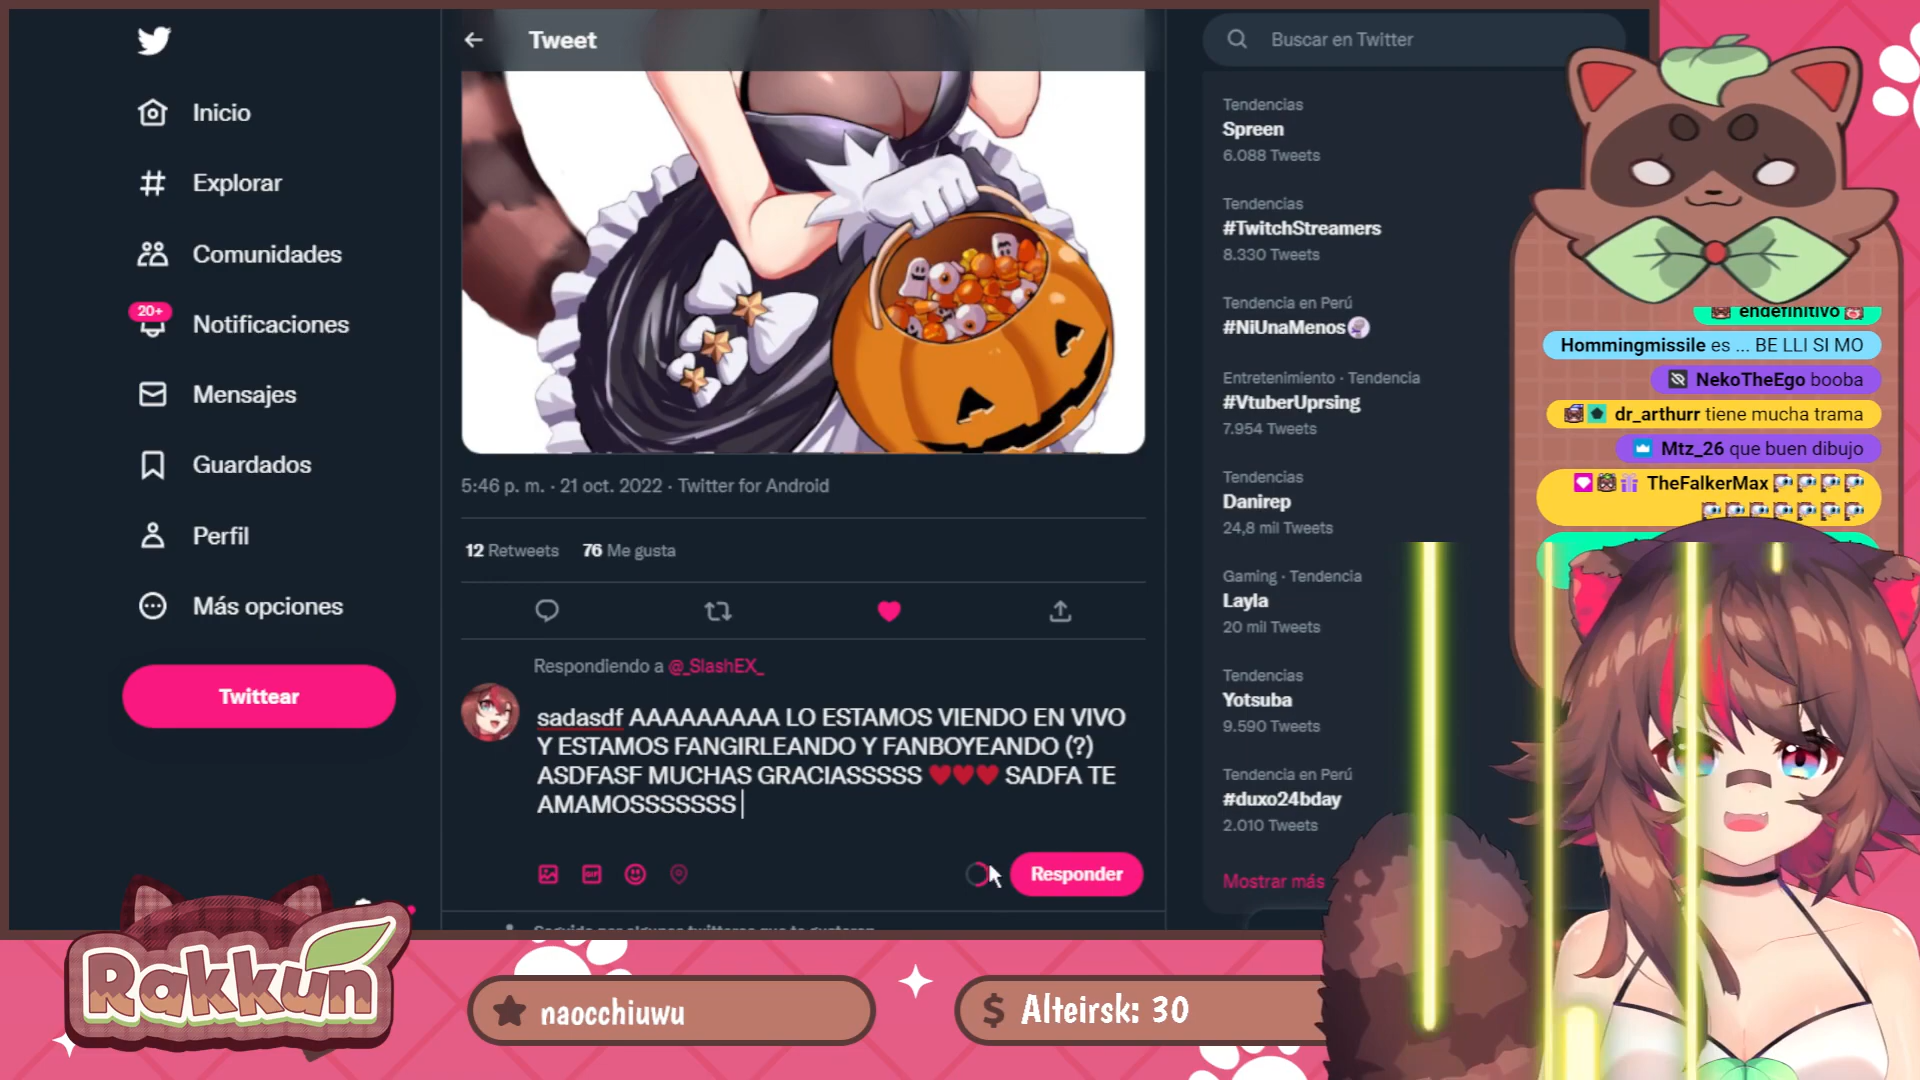 Inicio
Explorar
Comunidades
20+
Notificaciones
Mensajes
Guardados
Perfil
Más opciones
Twittear
Tweet
5:46 p. m. · 21 oct. 2022 · Twitter for Android
12 Retweets 76 Me gusta
Respondiendo a @_SlashEX_
sadasdf AAAAAAAAA LO ESTAMOS VIENDO EN VIVO
Y ESTAMOS FANGIRLEANDO Y FANBOYEANDO (?)
ASDFASF MUCHAS GRACIASSSSS ♥♥♥ SADFA TE
AMAMOSSSSSSS
GIF
Responder
Buscar en Twitter
Tendencias
Spreen
6.088 Tweets
Tendencias
#TwitchStreamers
8.330 Tweets
Tendencia en Perú
#NiUnaMenos
Entretenimiento · Tendencia
#VtuberUprsing
7.954 Tweets
Tendencias
Danirep
24,8 mil Tweets
Gaming · Tendencia
Layla
20 mil Tweets
Tendencias
Yotsuba
9.590 Tweets
Tendencia en Perú
#duxo24bday
2.010 Tweets
Mostrar más
endefinitivo
Hommingmissile es ... BE LLI SI MO
NekoTheEgo booba
dr_arthurr tiene mucha trama
Mtz_26 que buen dibujo
TheFalkerMax
Rakkun
naocchiuwu
$ Alteirsk: 30